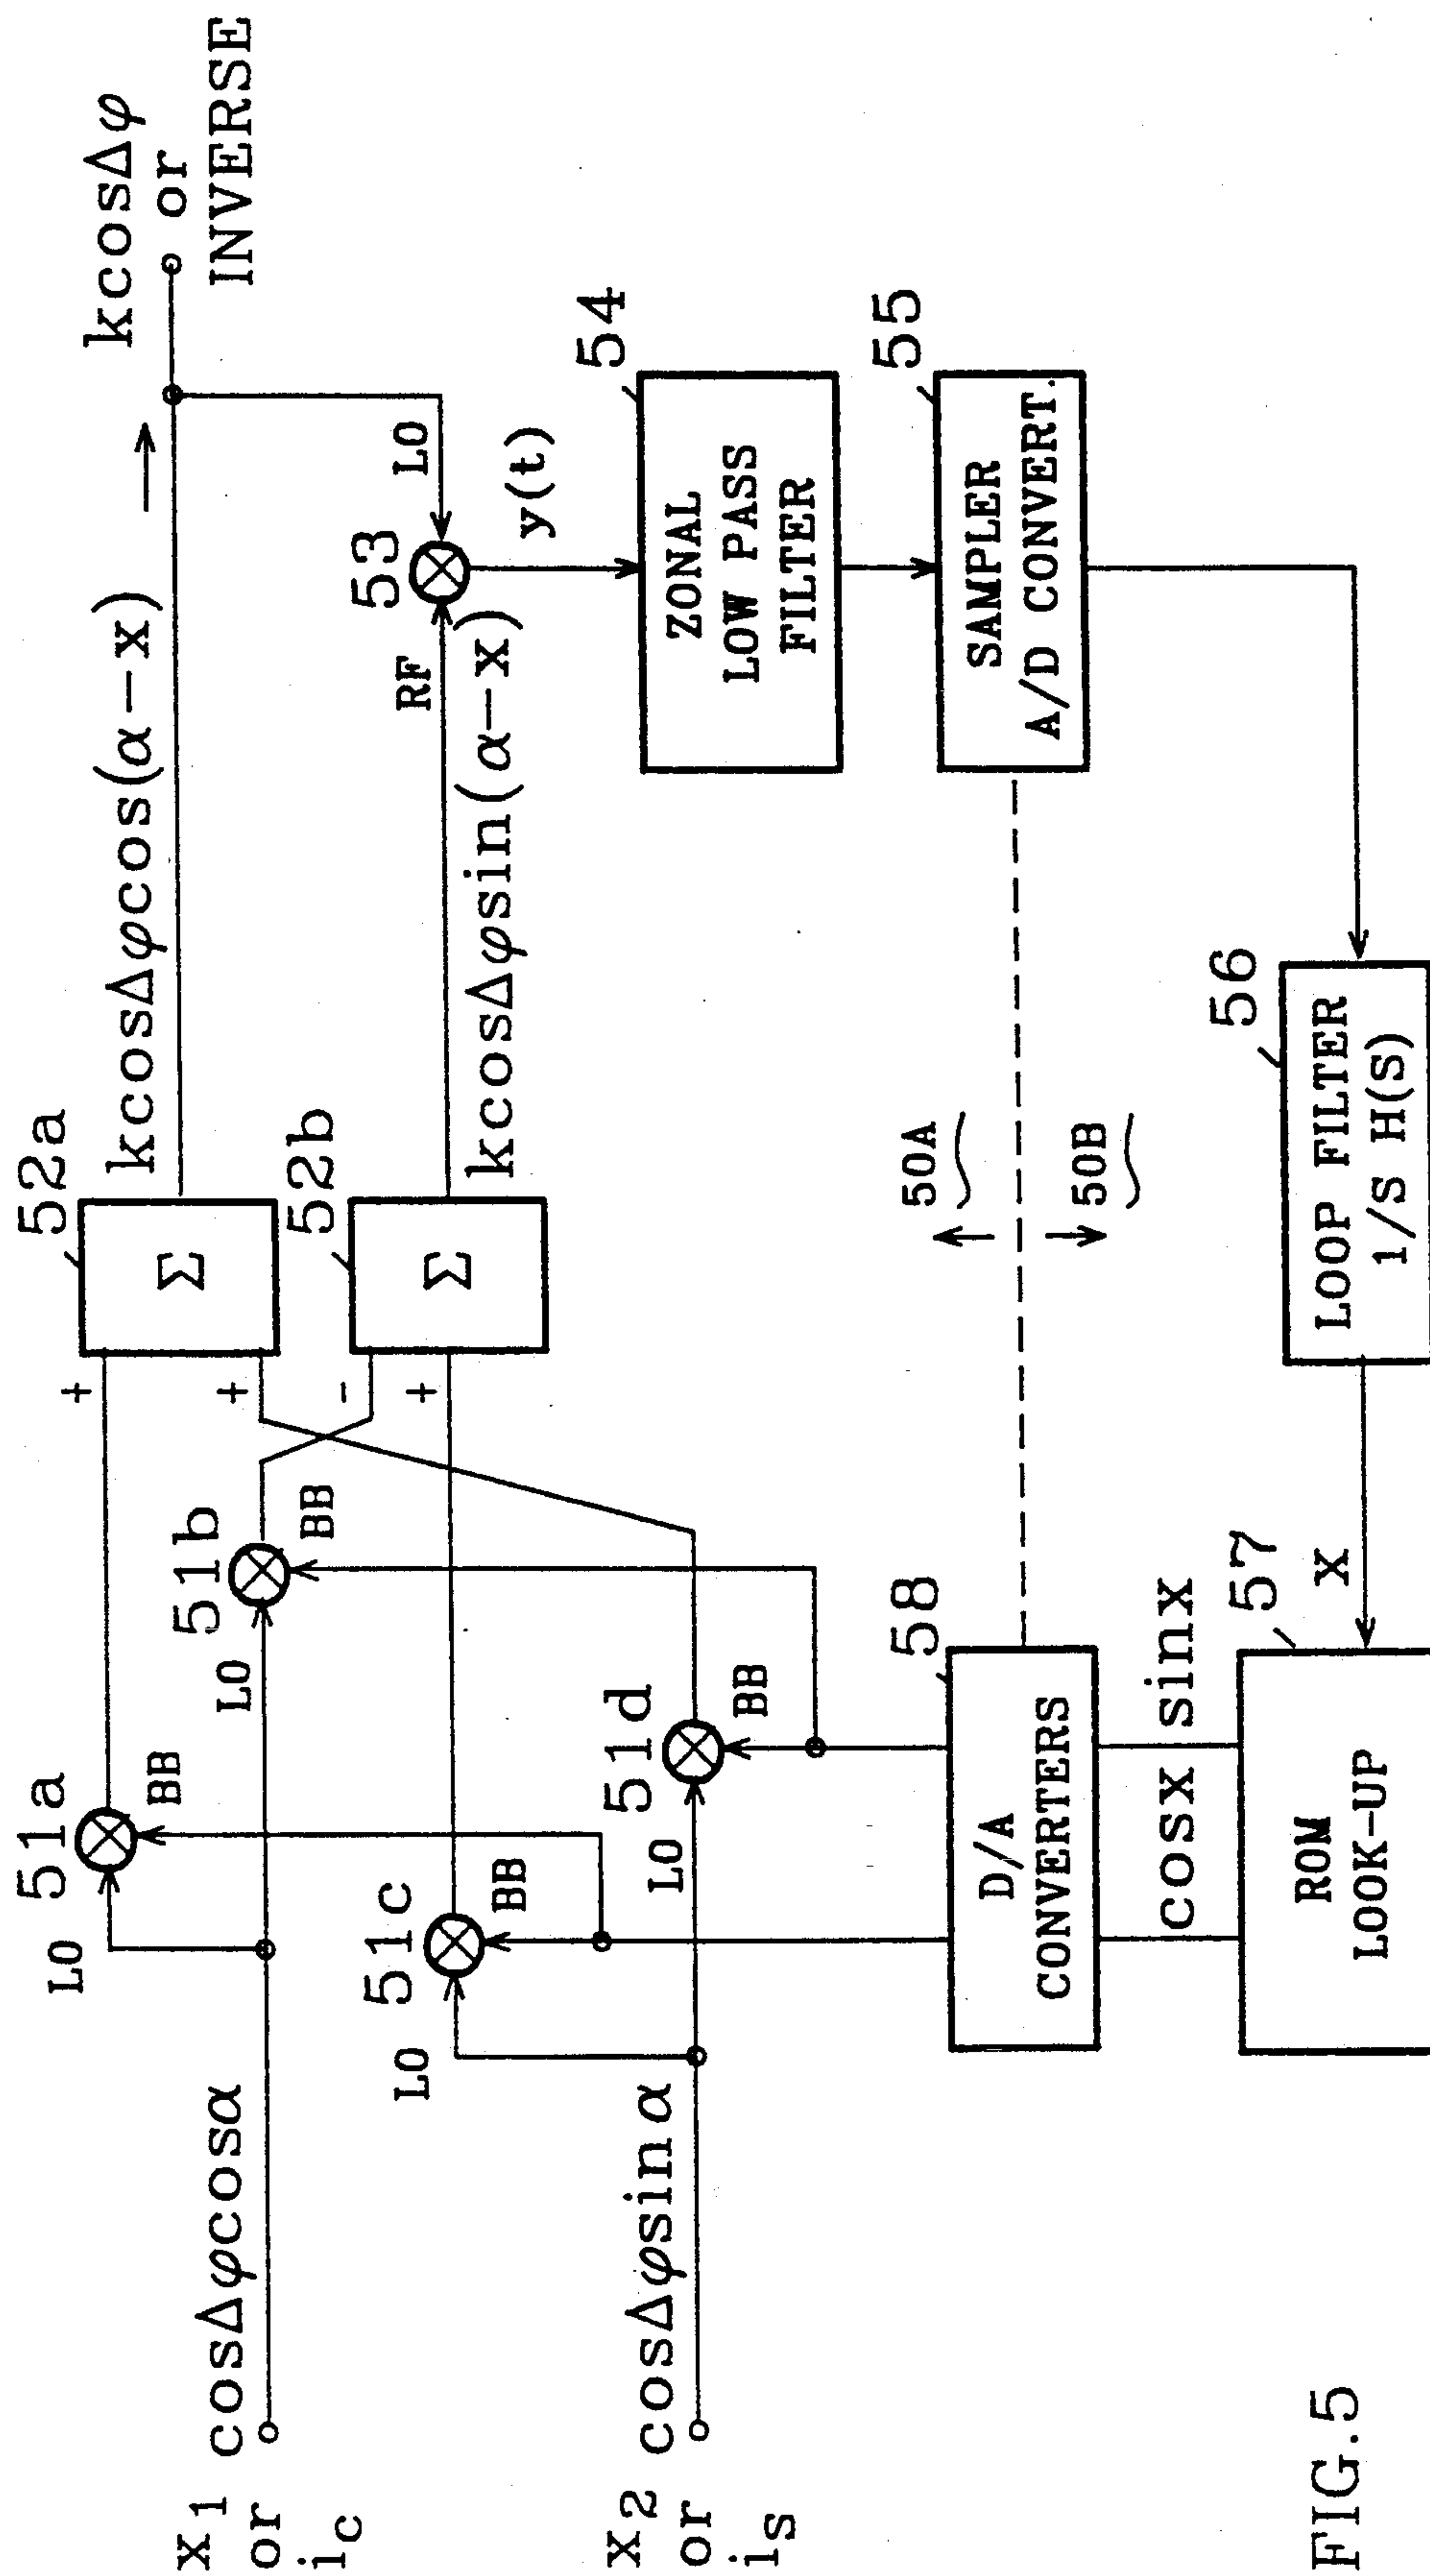 52a
kcosΔφcos(α−x)
kcosΔφ
or
INVERSE
+
Σ
+
52b
-
Σ
+
kcosΔφsin(α−x)
RF
53
LO
y(t)
54
ZONAL
LOW PASS
FILTER
55
SAMPLER
A/D CONVERT.
x1 cosΔφcosα
or
ic
LO
51a
BB
LO
51b
BB
x2 cosΔφsinα
or
is
LO
51c
BB
LO
51d
BB
50A
50B
58
D/A
CONVERTERS
cosx sinx
57
ROM
LOOK-UP
x
56
LOOP FILTER
1/S H(S)
FIG.5